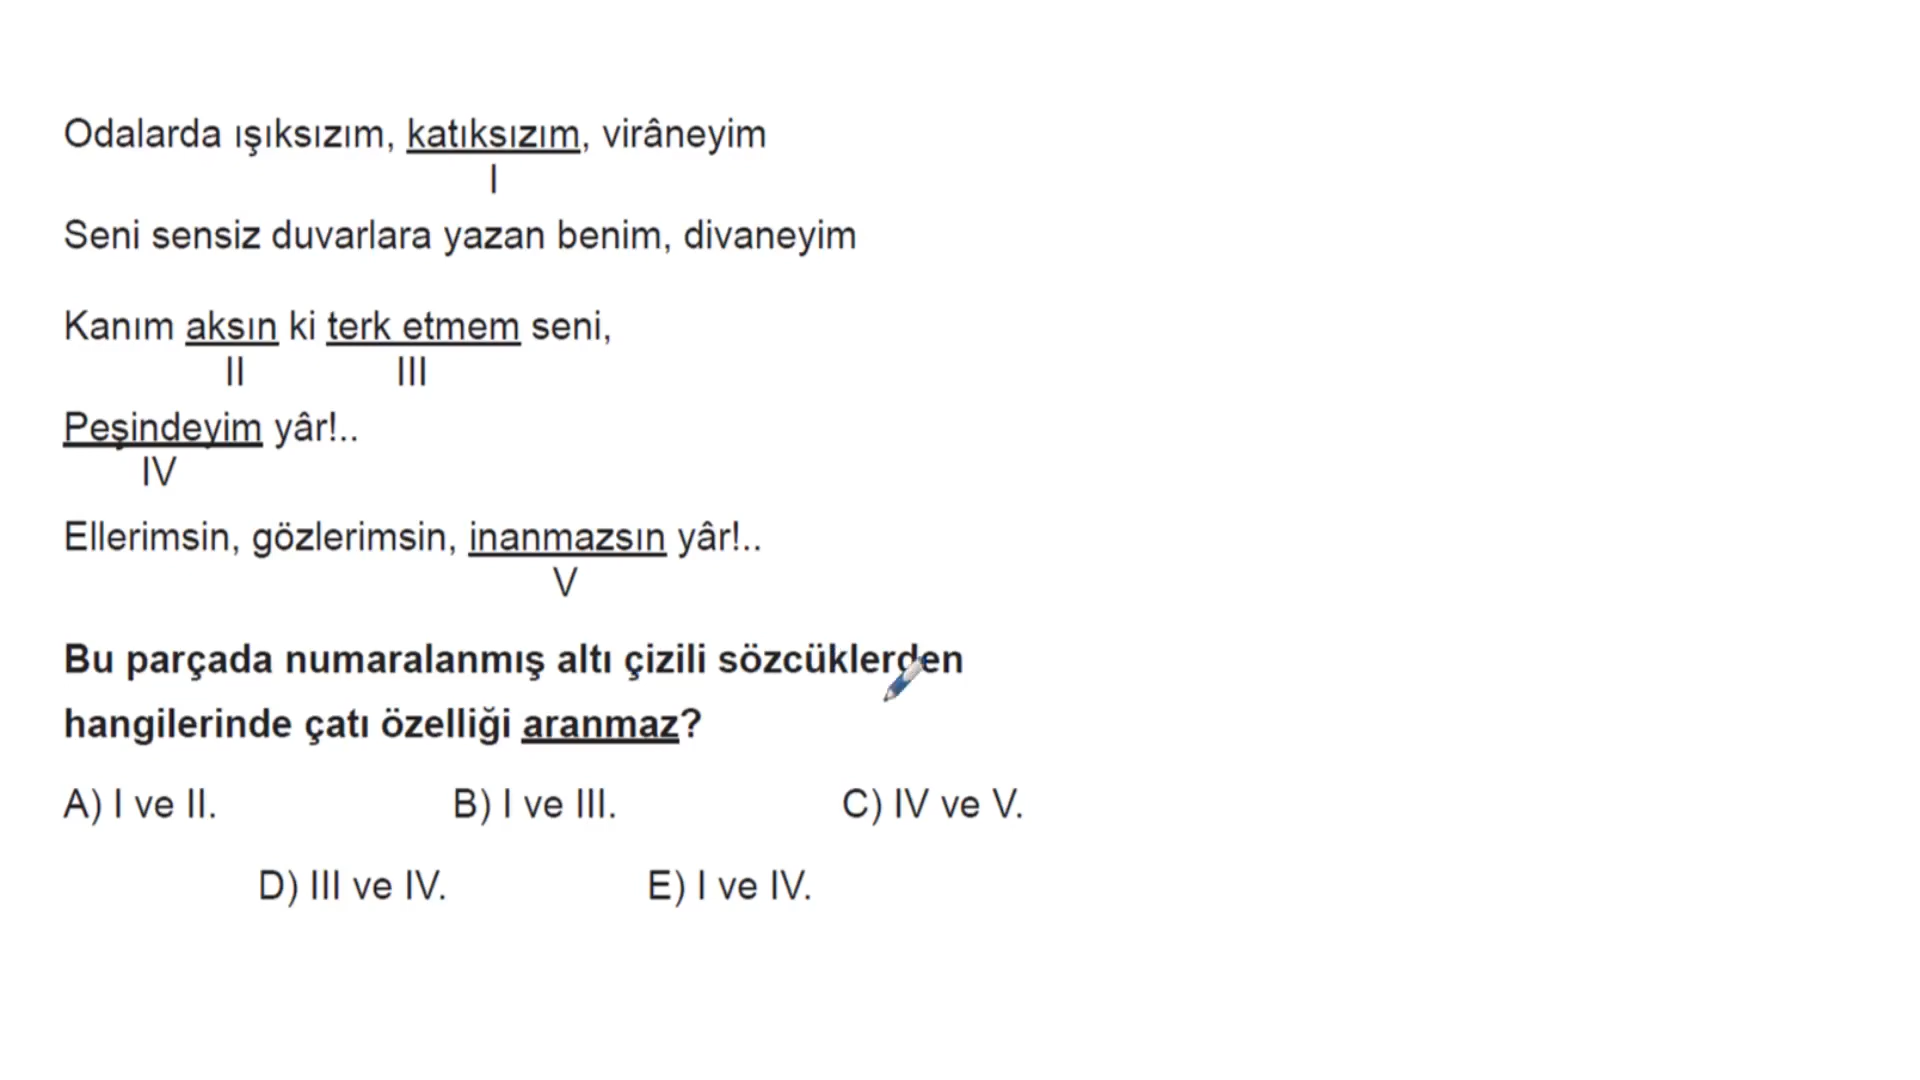 Odalarda ışıksızım, katıksızım, virâneyim
I
Seni sensiz duvarlara yazan benim, divaneyim
Kanım aksın ki terk etmem seni,
II III
Peşindeyim yâr!..
IV
Ellerimsin, gözlerimsin, inanmazsın yâr!..
V
Bu parçada numaralanmış altı çizili sözcüklerden
hangilerinde çatı özelliği aranmaz?
A) I ve II. B) I ve III. C) IV ve V.
D) III ve IV. E) I ve IV.